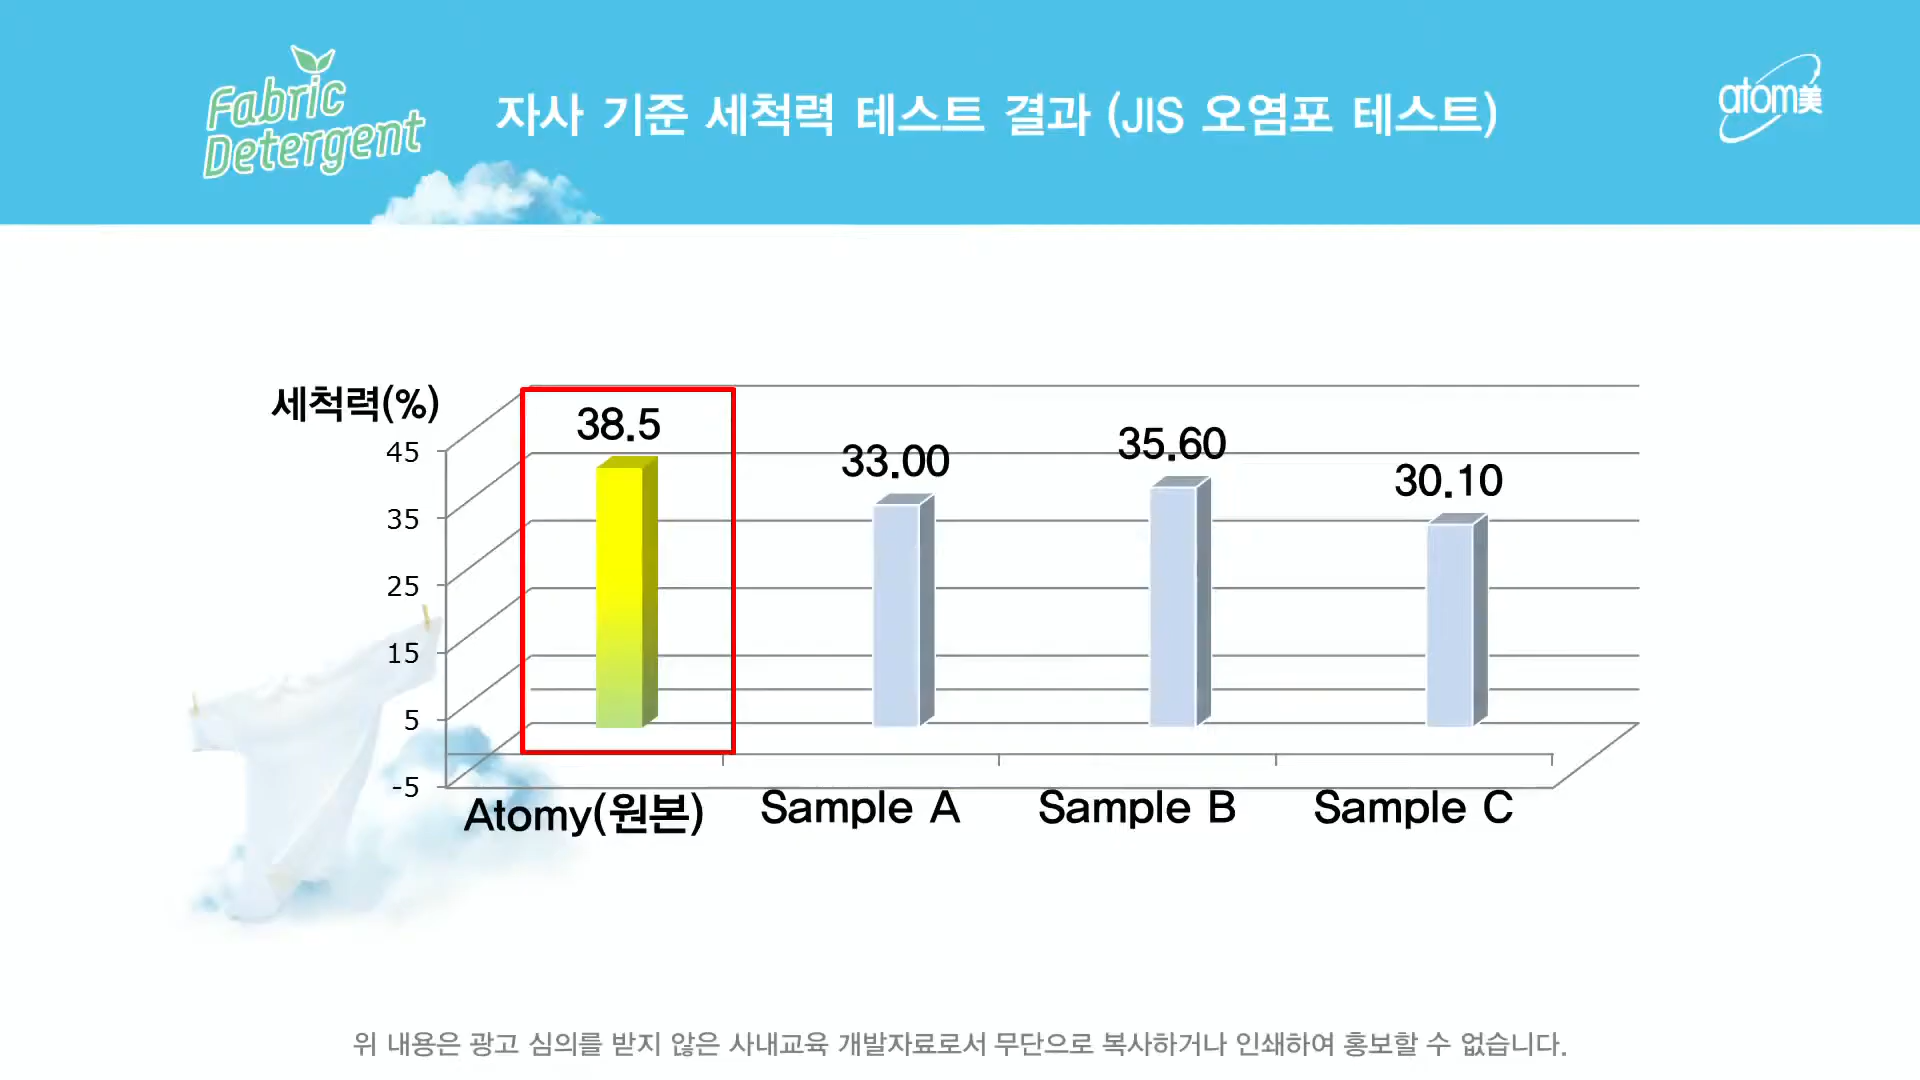 Fabric
Detergent
자사 기준 세척력 테스트 결과 (JIS 오염포 테스트)
atom美
세척력(%)
45
35
25
15
5
-5
38.5
33.00
35.60
30.10
Atomy(원본)
Sample A
Sample B
Sample C
위 내용은 광고 심의를 받지 않은 사내교육 개발자료로서 무단으로 복사하거나 인쇄하여 홍보할 수 없습니다.